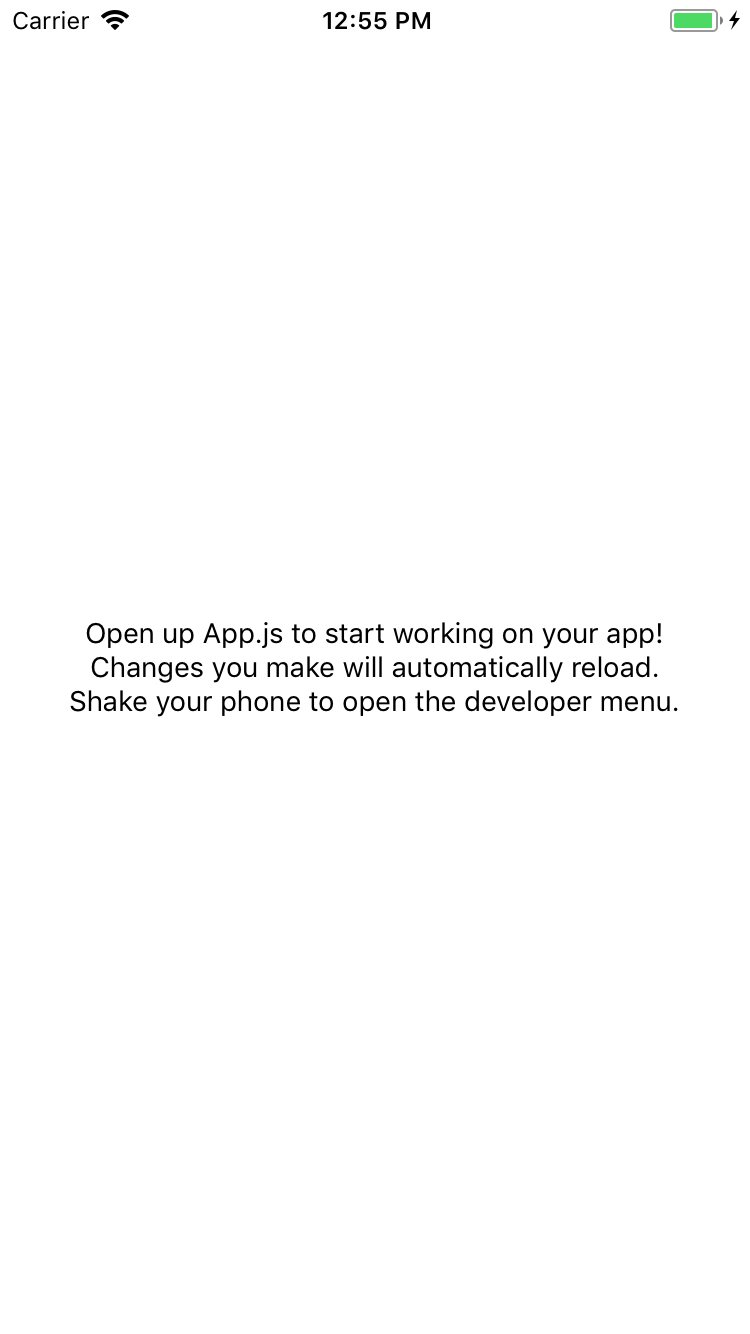 Carrier 12:55 PM
Open up App.js to start working on your app!
Changes you make will automatically reload.
Shake your phone to open the developer menu.